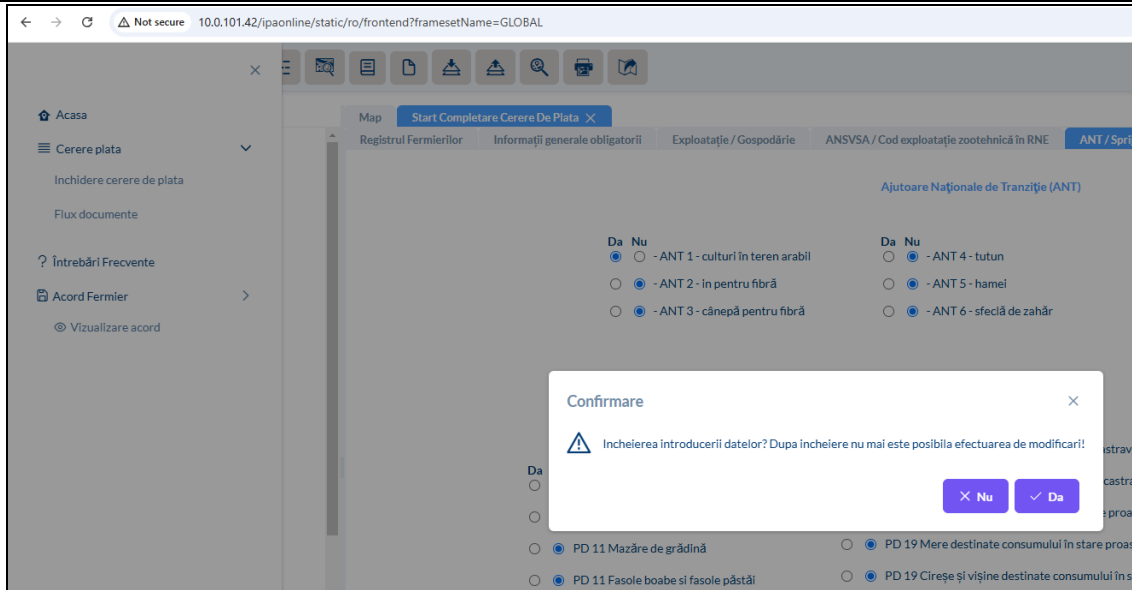 Not secure 10.0.101.42/ipaonline/static/ro/frontend?framesetName=GLOBAL
Acasa
Cerere plata
Inchidere cerere de plata
Flux documente
? Întrebări Frecvente
Acord Fermier
Vizualizare acord
Map Start Completare Cerere De Plata
Registrul Fermierilor Informații generale obligatorii Exploatație / Gospodărie ANSVSA / Cod exploatație zootehnică în RNE ANT / Spri
Ajutoare Naţionale de Tranziţie (ANT)
Da Nu Da Nu
- ANT 1 - culturi în teren arabil - ANT 4 - tutun
- ANT 2 - in pentru fibră - ANT 5 - hamei
- ANT 3 - cânepă pentru fibră - ANT 6 - sfeclă de zahăr
Confirmare
Incheierea introducerii datelor? Dupa incheiere nu mai este posibila efectuarea de modificari!
Nu Da
Da
PD 11 Mazăre de grădină PD 19 Mere destinate consumului în stare proas
PD 11 Fasole boabe si fasole păstăi PD 19 Cireșe și vișine destinate consumului în s